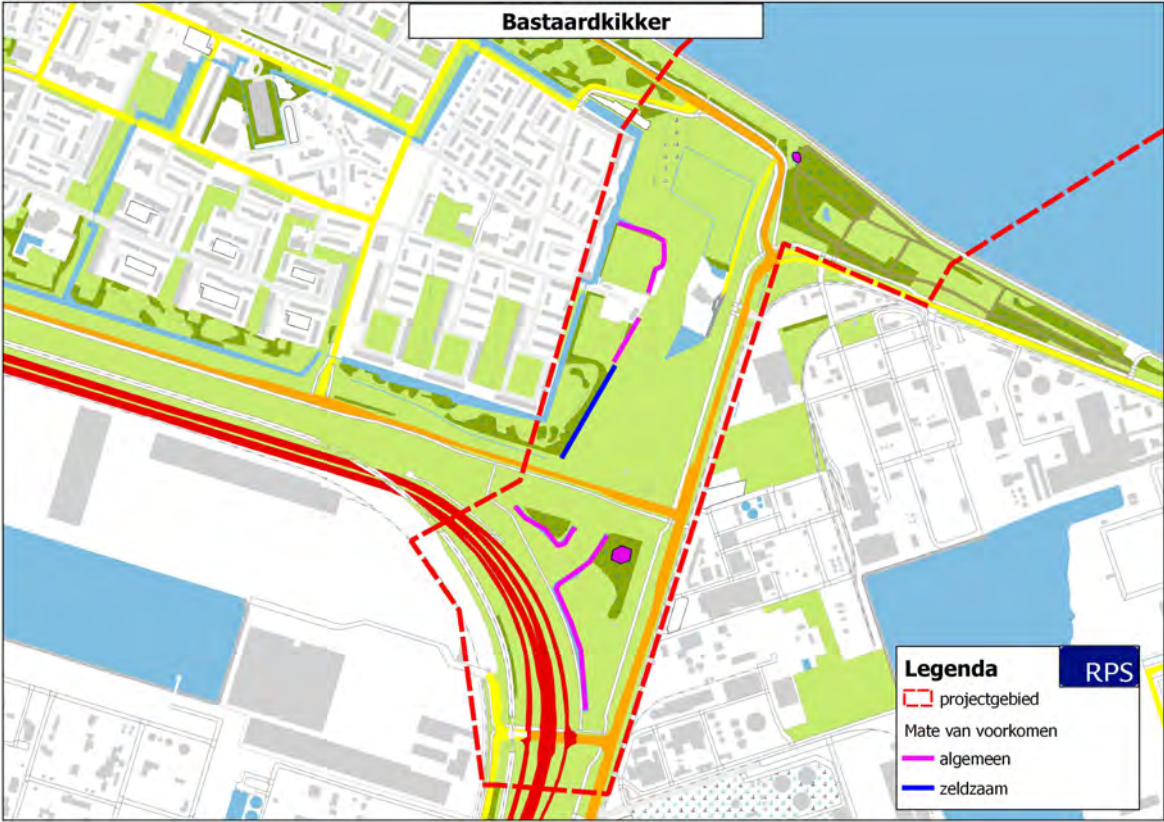 Bastaardkikker
Legenda
RPS
projectgebied
Mate van voorkomen
algemeen
zeldzaam